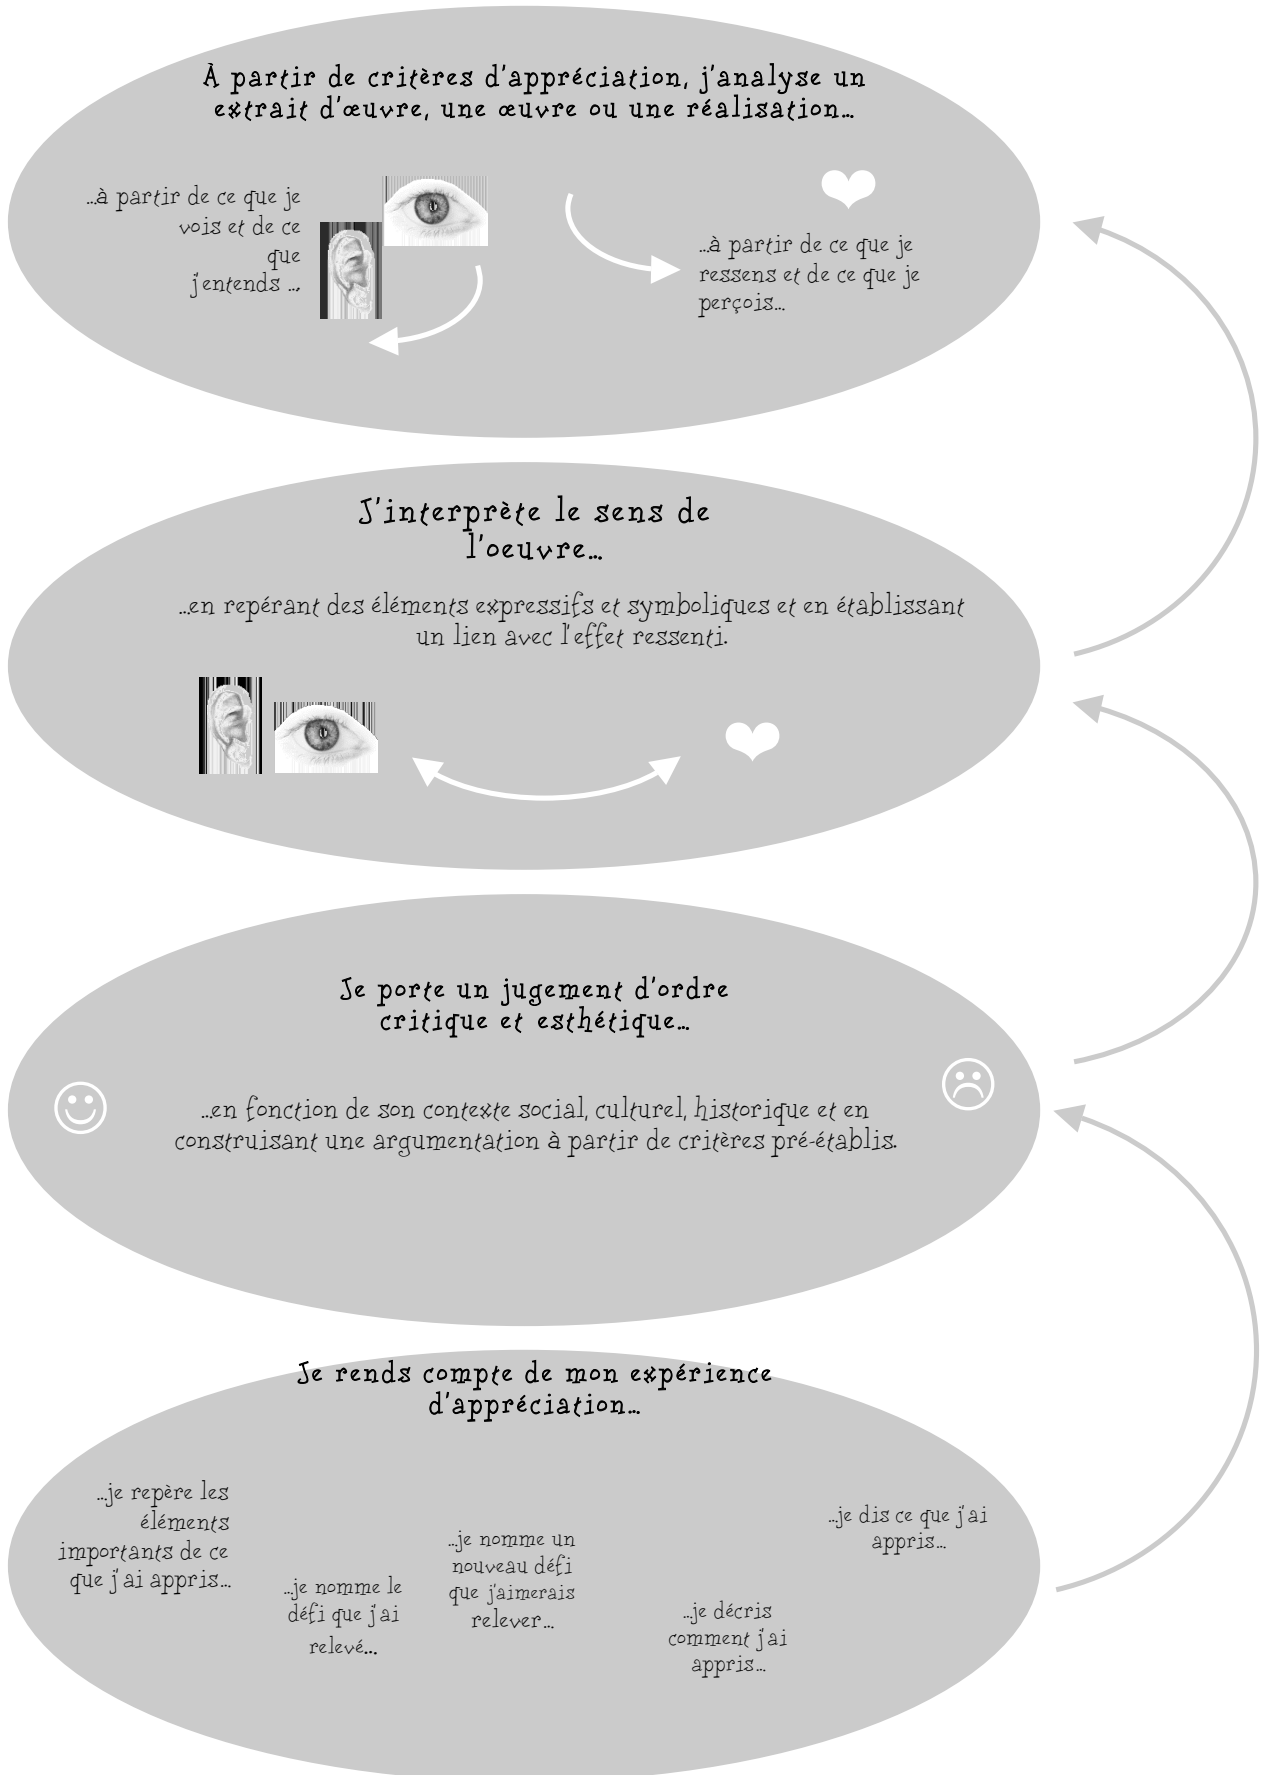 À partir de critères d'appréciation, j'analyse un
extrait d'œuvre, une œuvre ou une réalisation…
…à partir de ce que je
vois et de ce
que
j'entends …,
…à partir de ce que je
ressens et de ce que je
perçois…
J'interprète le sens de
l'oeuvre…
…en repérant des éléments expressifs et symboliques et en établissant
un lien avec l'effet ressenti.
Je porte un jugement d'ordre
critique et esthétique…
…en fonction de son contexte social, culturel, historique et en
construisant une argumentation à partir de critères pré-établis.
Je rends compte de mon expérience
d'appréciation…
…je repère les
éléments
importants de ce
que j'ai appris…
…je nomme le
défi que j'ai
relevé…
…je nomme un
nouveau défi
que j'aimerais
relever…
…je décris
comment j'ai
appris…
…je dis ce que j'ai
appris…